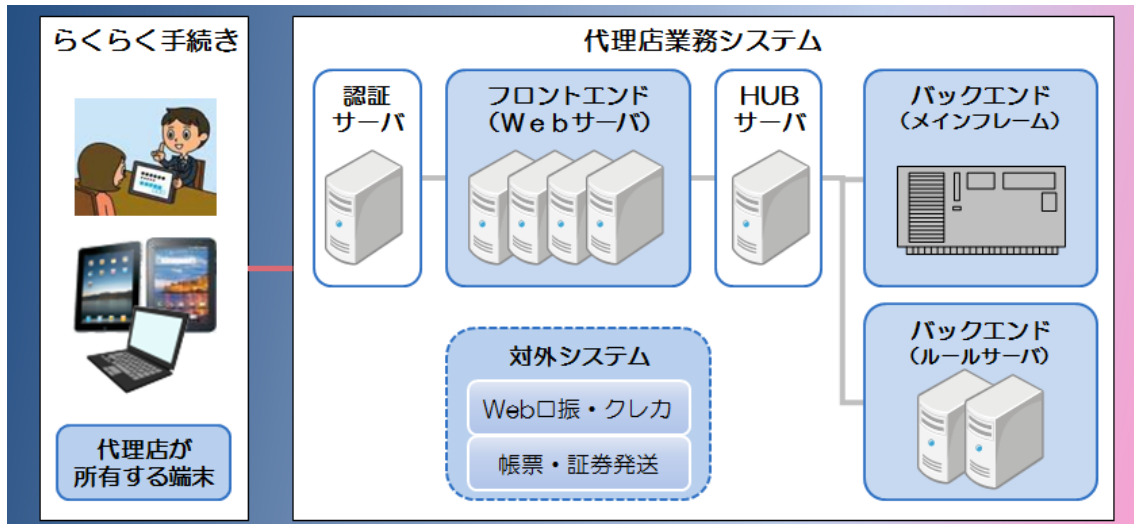 らくらく手続き
代理店が
所有する端末
代理店業務システム
認証
サーバ
フロントエンド
(Webサーバ)
HUB
サーバ
バックエンド
(メインフレーム)
バックエンド
(ルールサーバ)
対外システム
Web口振・クレカ
帳票・証券発送